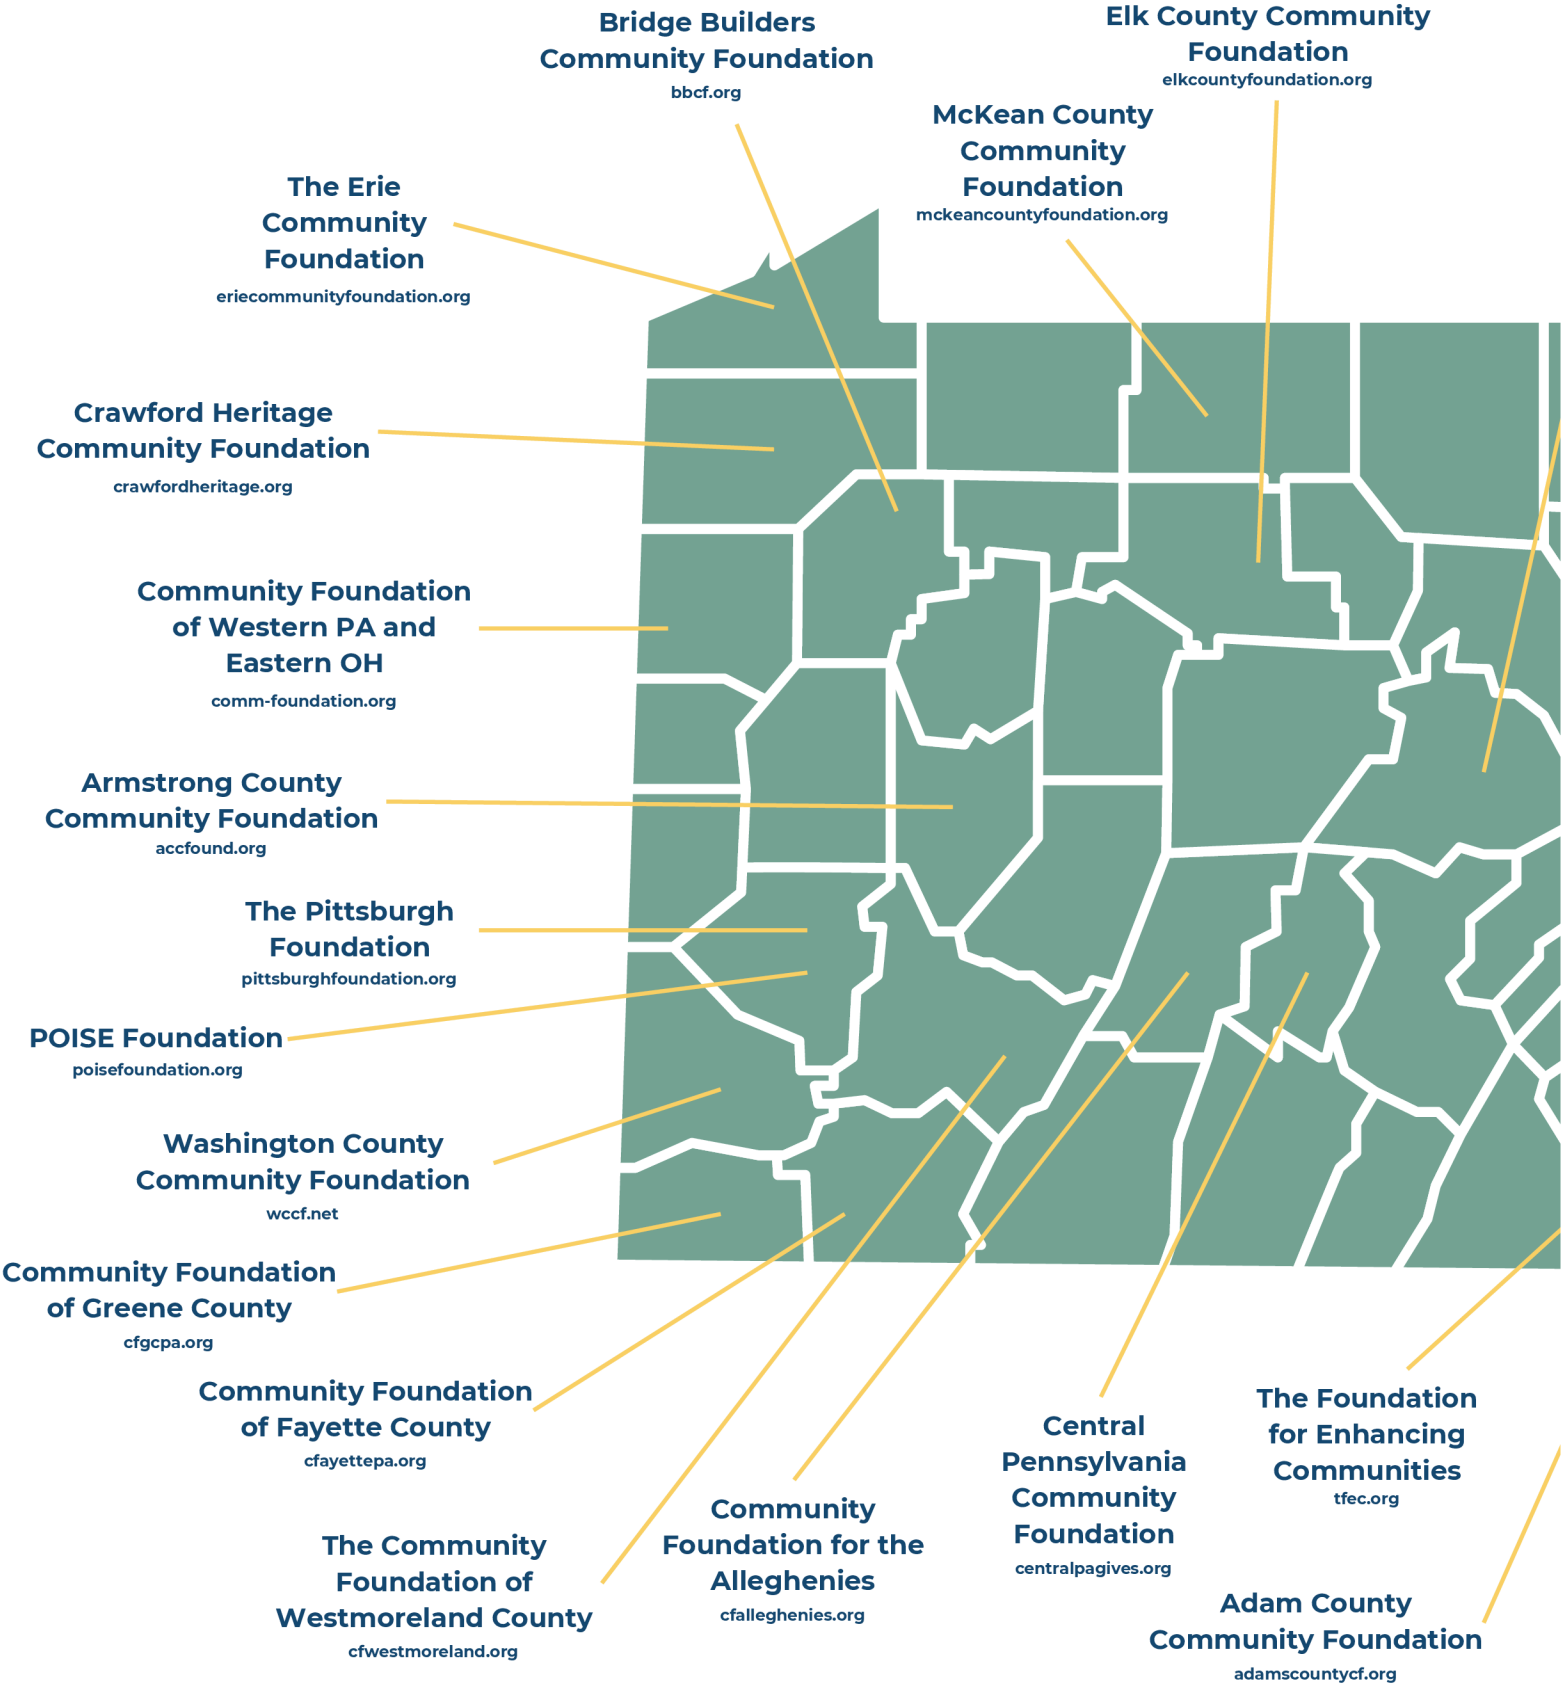 Bridge Builders
Community Foundation
bbcf.org
Elk County Community
Foundation
elkcountyfoundation.org
McKean County
Community
Foundation
mckeancountyfoundation.org
The Erie
Community
Foundation
eriecommunityfoundation.org
Crawford Heritage
Community Foundation
crawfordheritage.org
Community Foundation
of Western PA and
Eastern OH
comm-foundation.org
Armstrong County
Community Foundation
accfound.org
The Pittsburgh
Foundation
pittsburghfoundation.org
POISE Foundation
poisefoundation.org
Washington County
Community Foundation
wccf.net
Community Foundation
of Greene County
cfgcpa.org
Community Foundation
of Fayette County
cfayettepa.org
The Community
Foundation of
Westmoreland County
cfwestmoreland.org
Community
Foundation for the
Alleghenies
cfalleghenies.org
Central
Pennsylvania
Community
Foundation
centralpagives.org
The Foundation
for Enhancing
Communities
tfec.org
Adam County
Community Foundation
adamscountycf.org